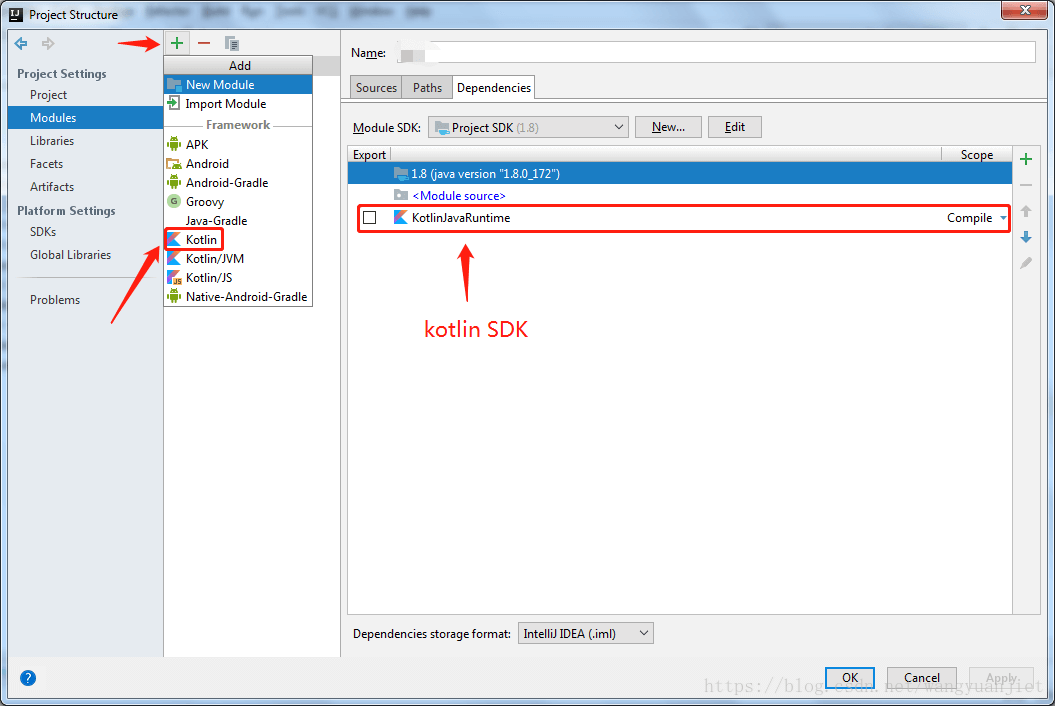 Project Structure
Project Settings
Project
Modules
Libraries
Facets
Artifacts
Platform Settings
SDKs
Global Libraries
Problems
Add
New Module
Import Module
Framework
APK
Android
Android-Gradle
Groovy
Java-Gradle
Kotlin
Kotlin/JVM
Kotlin/JS
Native-Android-Gradle
Name:
Sources Paths Dependencies
Module SDK: Project SDK (1.8) New... Edit
Export Scope
1.8 (java version "1.8.0_172")
<Module source>
KotlinJavaRuntime Compile
kotlin SDK
Dependencies storage format: IntelliJ IDEA (.iml)
OK Cancel Apply
https://blog.csdn.net/wangyuanjiet